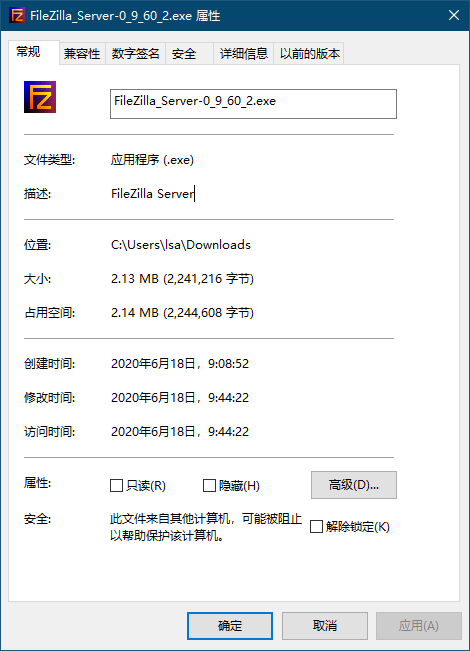 FileZilla_Server-0_9_60_2.exe 属性
常规 兼容性 数字签名 安全 详细信息 以前的版本
FileZilla_Server-0_9_60_2.exe
文件类型: 应用程序 (.exe)
描述: FileZilla Server
位置: C:\Users\lsa\Downloads
大小: 2.13 MB (2,241,216 字节)
占用空间: 2.14 MB (2,244,608 字节)
创建时间: 2020年6月18日，9:08:52
修改时间: 2020年6月18日，9:44:22
访问时间: 2020年6月18日，9:44:22
属性: 只读(R) 隐藏(H) 高级(D)...
安全: 此文件来自其他计算机，可能被阻止
以帮助保护该计算机。 解除锁定(K)
确定 取消 应用(A)